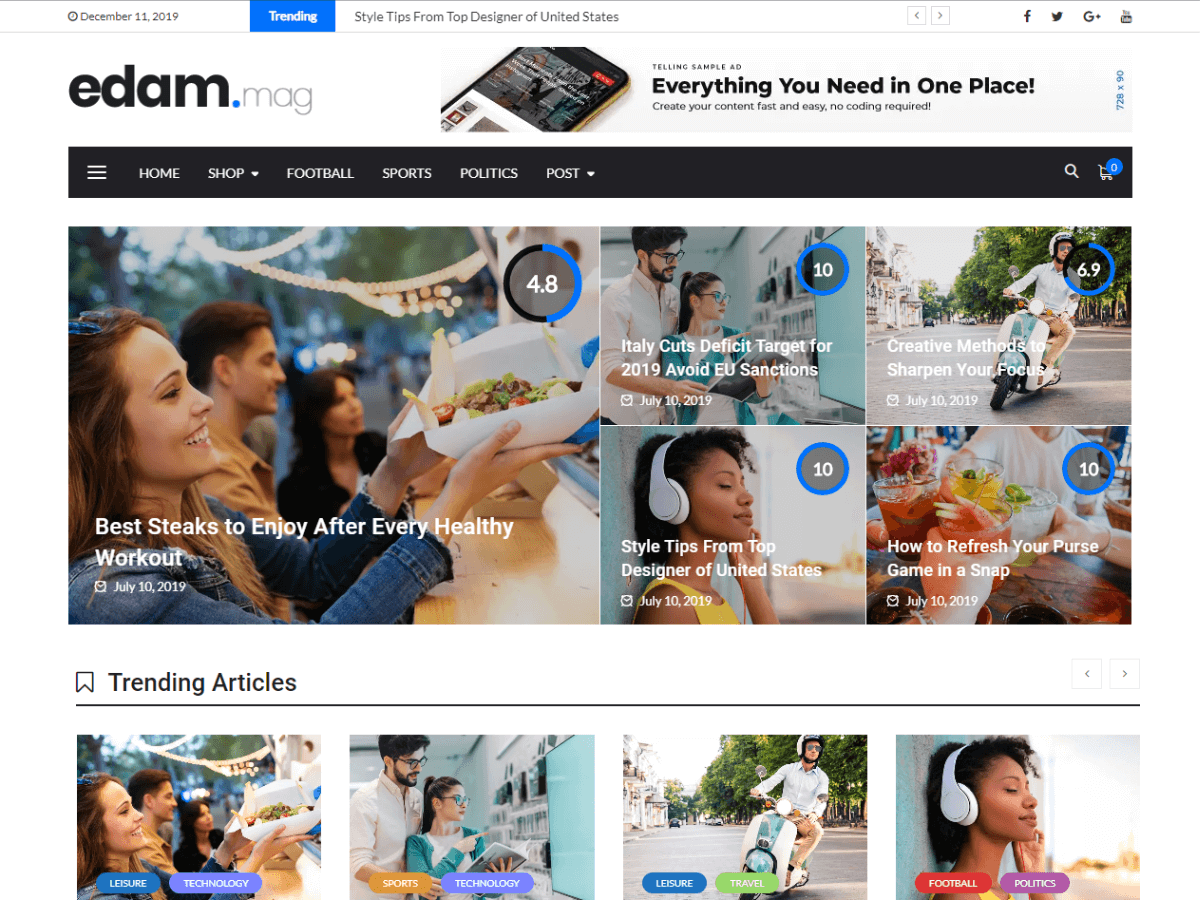 December 11, 2019
Trending
Style Tips From Top Designer of United States
edam.mag
TELLING SAMPLE AD
Everything You Need in One Place!
Create your content fast and easy, no coding required!
728 x 90
HOME
SHOP
FOOTBALL
SPORTS
POLITICS
POST
0
4.8
Best Steaks to Enjoy After Every Healthy
Workout
July 10, 2019
10
Italy Cuts Deficit Target for
2019 Avoid EU Sanctions
July 10, 2019
6.9
Creative Methods to
Sharpen Your Focus
July 10, 2019
10
Style Tips From Top
Designer of United States
July 10, 2019
10
How to Refresh Your Purse
Game in a Snap
July 10, 2019
Trending Articles
LEISURE
TECHNOLOGY
SPORTS
TECHNOLOGY
LEISURE
TRAVEL
FOOTBALL
POLITICS